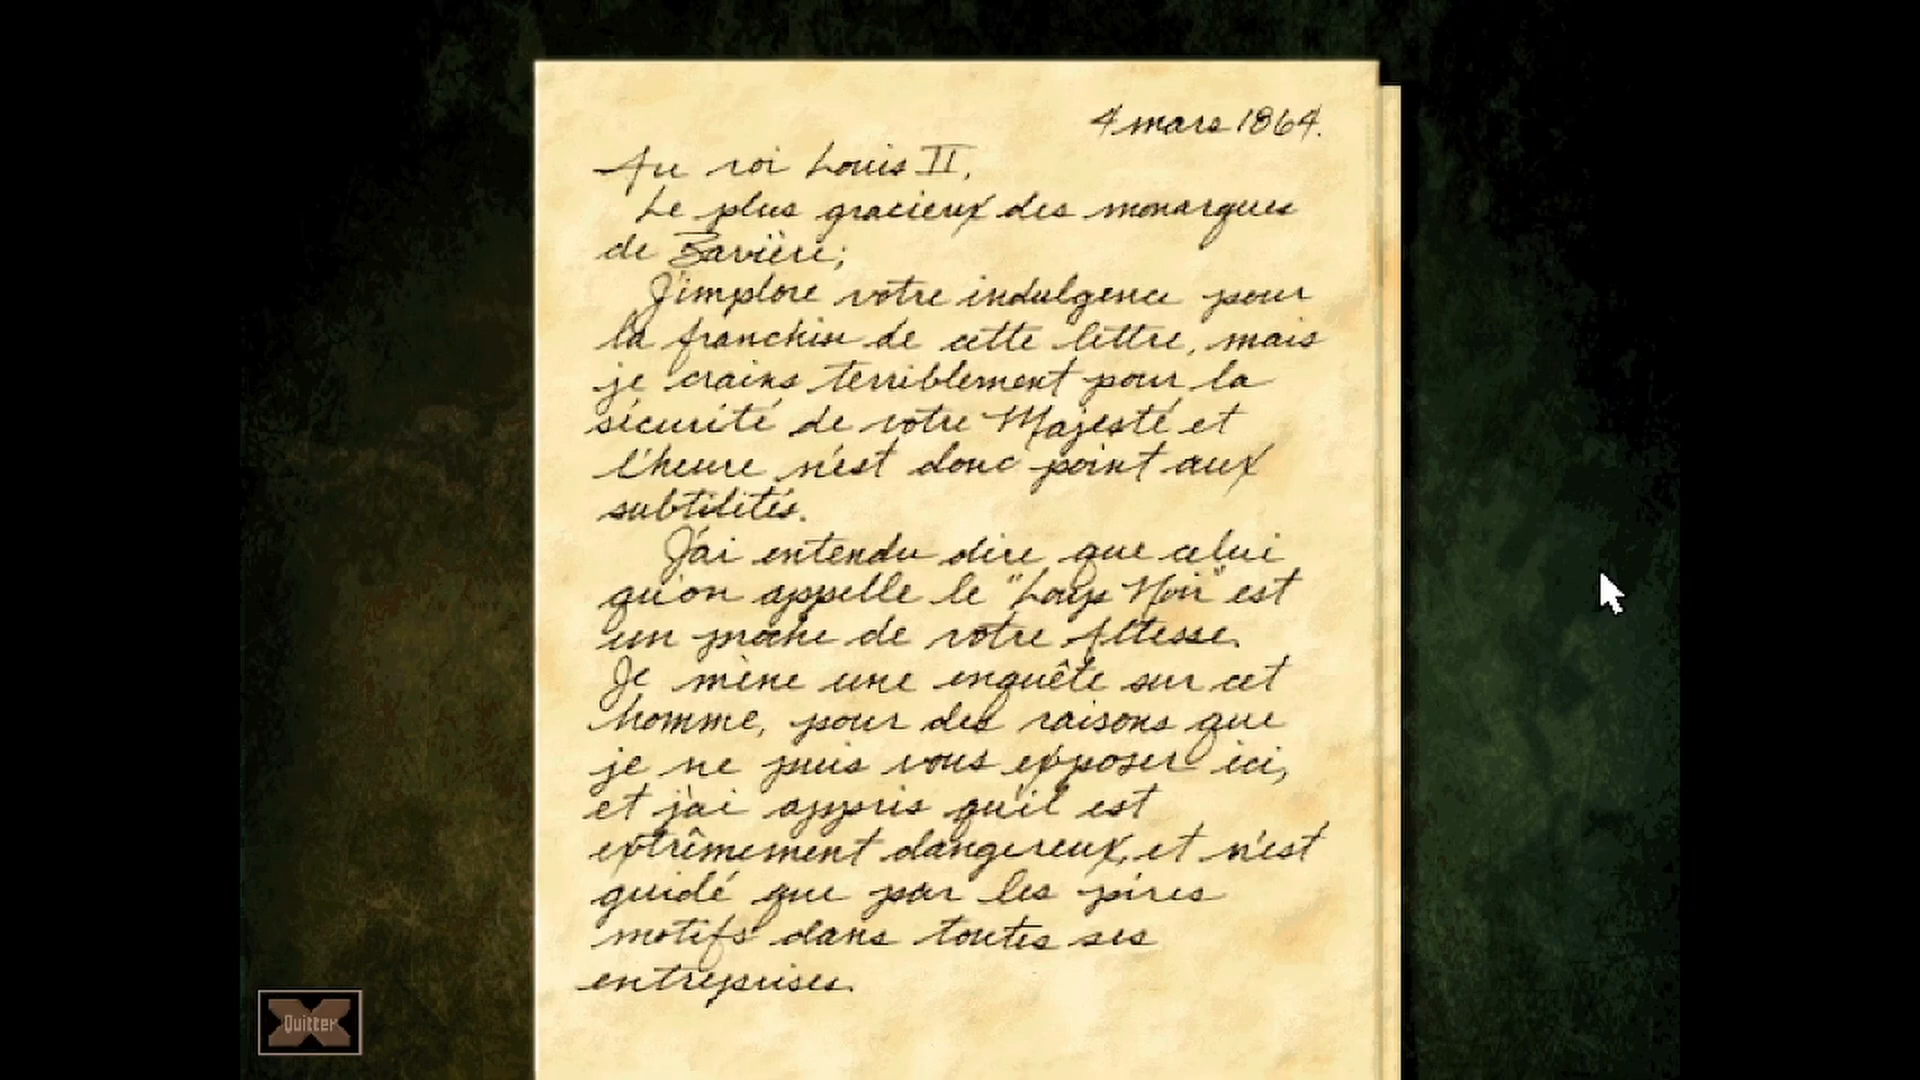 4 mars 1864.
Au roi Louis II,
Le plus gracieux des monarques
de Bavière;
J'implore votre indulgence pour
la franchise de cette lettre, mais
je crains terriblement pour la
sécurité de votre Majesté et
l'heure n'est donc point aux
subtilités.
J'ai entendu dire que celui
qu'on appelle le "Loup Noir" est
un proche de votre Altesse.
Je mène une enquête sur cet
homme, pour des raisons que
je ne puis vous exposer ici,
et j'ai appris qu'il est
extrêmement dangereux, et n'est
guidé que par les pires
motifs dans toutes ses
entreprises.
Quitter